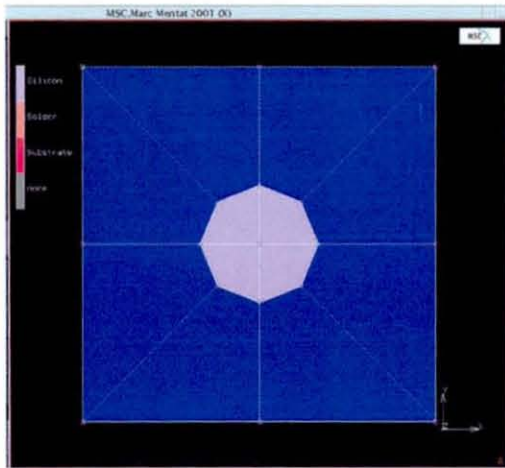 MSC.Marc Mentat 2001 (X)
MSC
Silicon
Solder
Substrate
none
Y
X